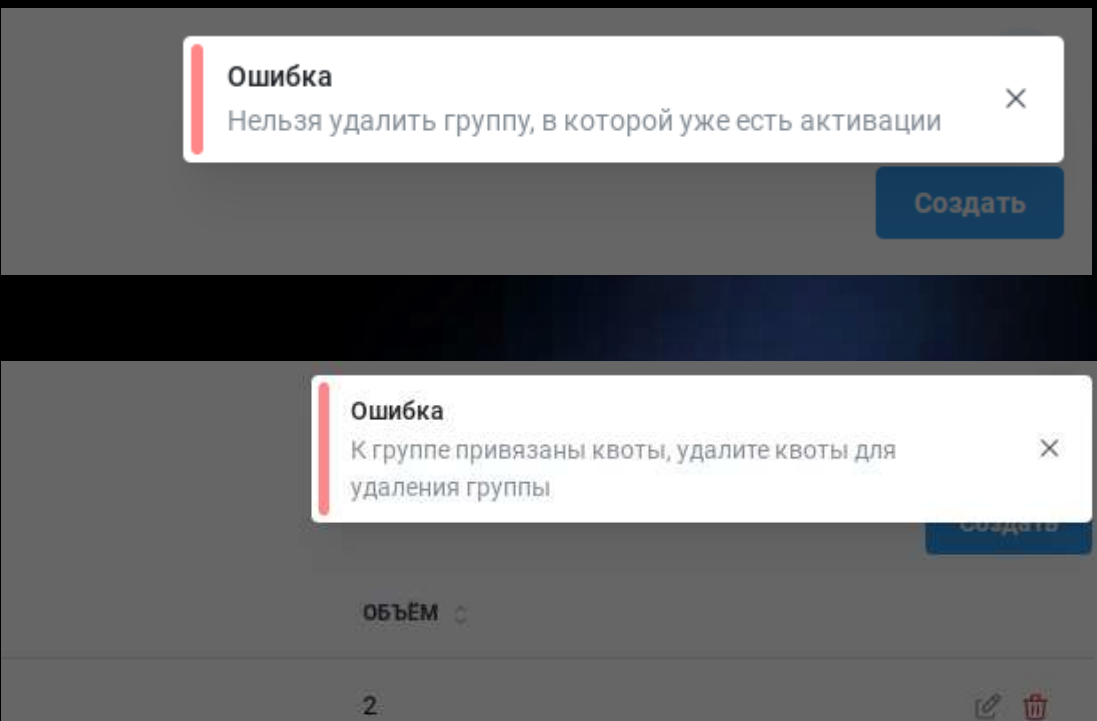 Ошибка
Нельзя удалить группу, в которой уже есть активации
Создать
Ошибка
К группе привязаны квоты, удалите квоты для
удаления группы
Создать
ОБЪЁМ
2